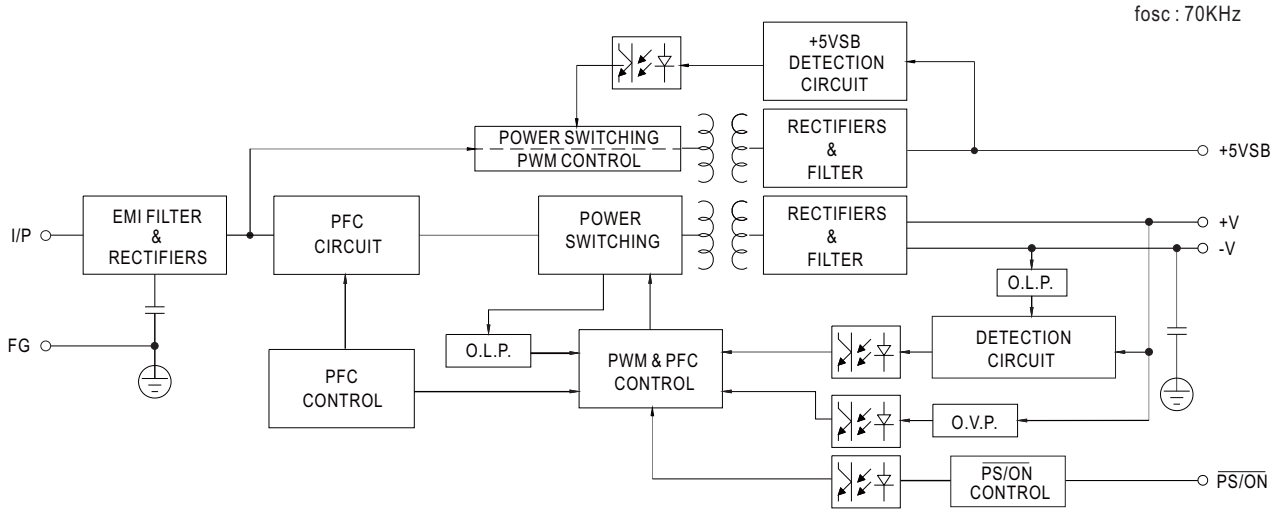 fosc : 70KHz
+5VSB
DETECTION
CIRCUIT
POWER SWITCHING
PWM CONTROL
RECTIFIERS
&
FILTER
+5VSB
I/P
EMI FILTER
&
RECTIFIERS
PFC
CIRCUIT
POWER
SWITCHING
RECTIFIERS
&
FILTER
+V
-V
O.L.P.
FG
O.L.P.
DETECTION
CIRCUIT
PFC
CONTROL
PWM & PFC
CONTROL
O.V.P.
PS/ON
CONTROL
PS/ON